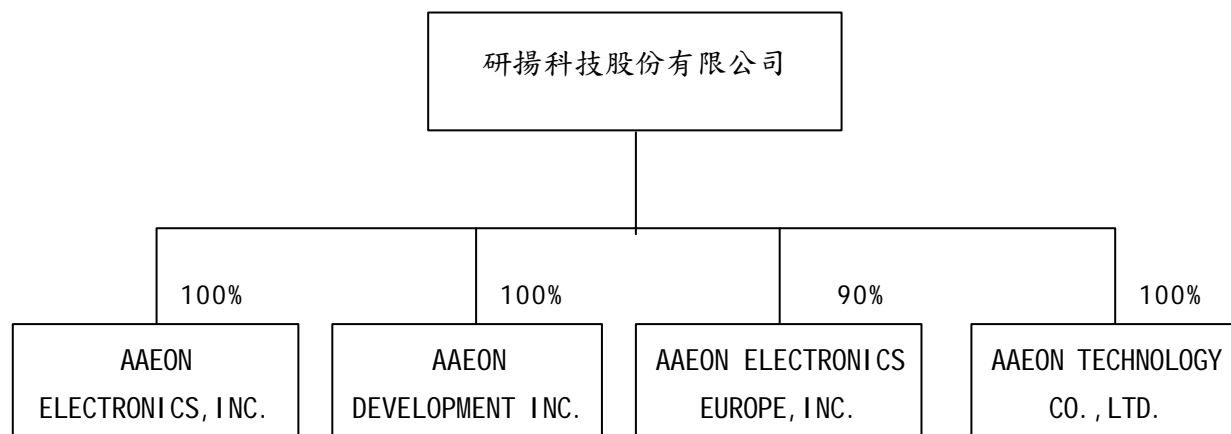 研揚科技股份有限公司
100%
100%
90%
100%
AAEON
ELECTRONICS,INC.
AAEON
DEVELOPMENT INC.
AAEON ELECTRONICS
EUROPE,INC.
AAEON TECHNOLOGY
CO.,LTD.